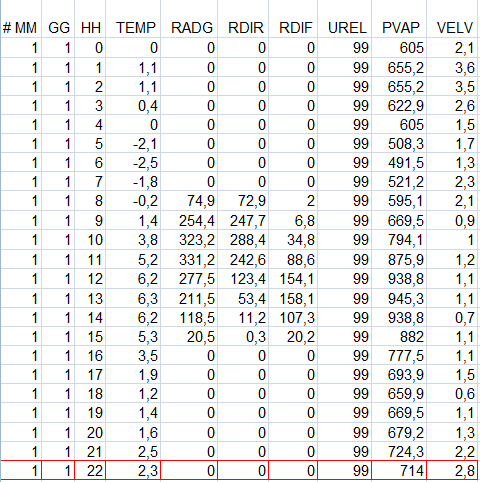 # MM GG HH TEMP RADG RDIR RDIF UREL PVAP VELV
1 1 0 0 0 0 0 99 605 2,1
1 1 1 1,1 0 0 0 99 655,2 3,6
1 1 2 1,1 0 0 0 99 655,2 3,5
1 1 3 0,4 0 0 0 99 622,9 2,6
1 1 4 0 0 0 0 99 605 1,5
1 1 5 -2,1 0 0 0 99 508,3 1,7
1 1 6 -2,5 0 0 0 99 491,5 1,3
1 1 7 -1,8 0 0 0 99 521,2 2,3
1 1 8 -0,2 74,9 72,9 2 99 595,1 2,1
1 1 9 1,4 254,4 247,7 6,8 99 669,5 0,9
1 1 10 3,8 323,2 288,4 34,8 99 794,1 1
1 1 11 5,2 331,2 242,6 88,6 99 875,9 1,2
1 1 12 6,2 277,5 123,4 154,1 99 938,8 1,1
1 1 13 6,3 211,5 53,4 158,1 99 945,3 1,1
1 1 14 6,2 118,5 11,2 107,3 99 938,8 0,7
1 1 15 5,3 20,5 0,3 20,2 99 882 1,1
1 1 16 3,5 0 0 0 99 777,5 1,1
1 1 17 1,9 0 0 0 99 693,9 1,5
1 1 18 1,2 0 0 0 99 659,9 0,6
1 1 19 1,4 0 0 0 99 669,5 1,1
1 1 20 1,6 0 0 0 99 679,2 1,3
1 1 21 2,5 0 0 0 99 724,3 2,2
1 1 22 2,3 0 0 0 99 714 2,8